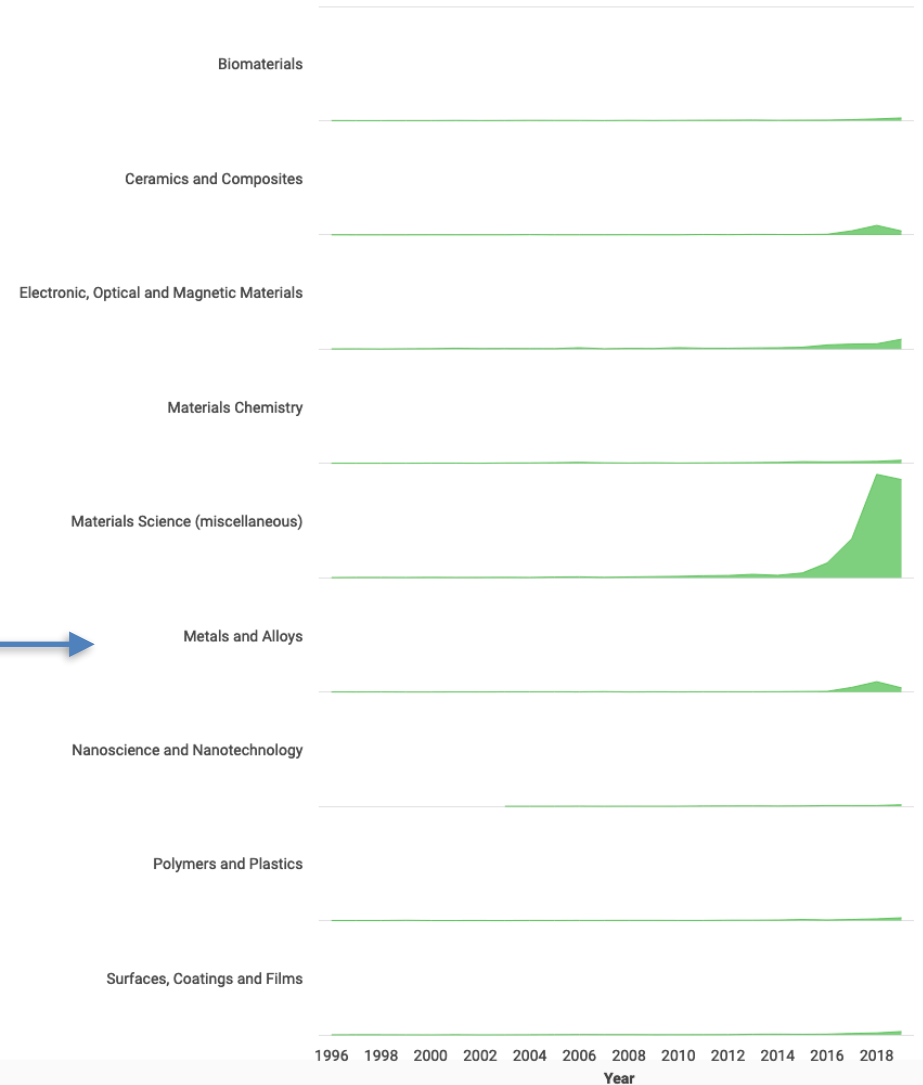 Biomaterials
Ceramics and Composites
Electronic, Optical and Magnetic Materials
Materials Chemistry
Materials Science (miscellaneous)
Metals and Alloys
Nanoscience and Nanotechnology
Polymers and Plastics
Surfaces, Coatings and Films
1996 1998 2000 2002 2004 2006 2008 2010 2012 2014 2016 2018
Year